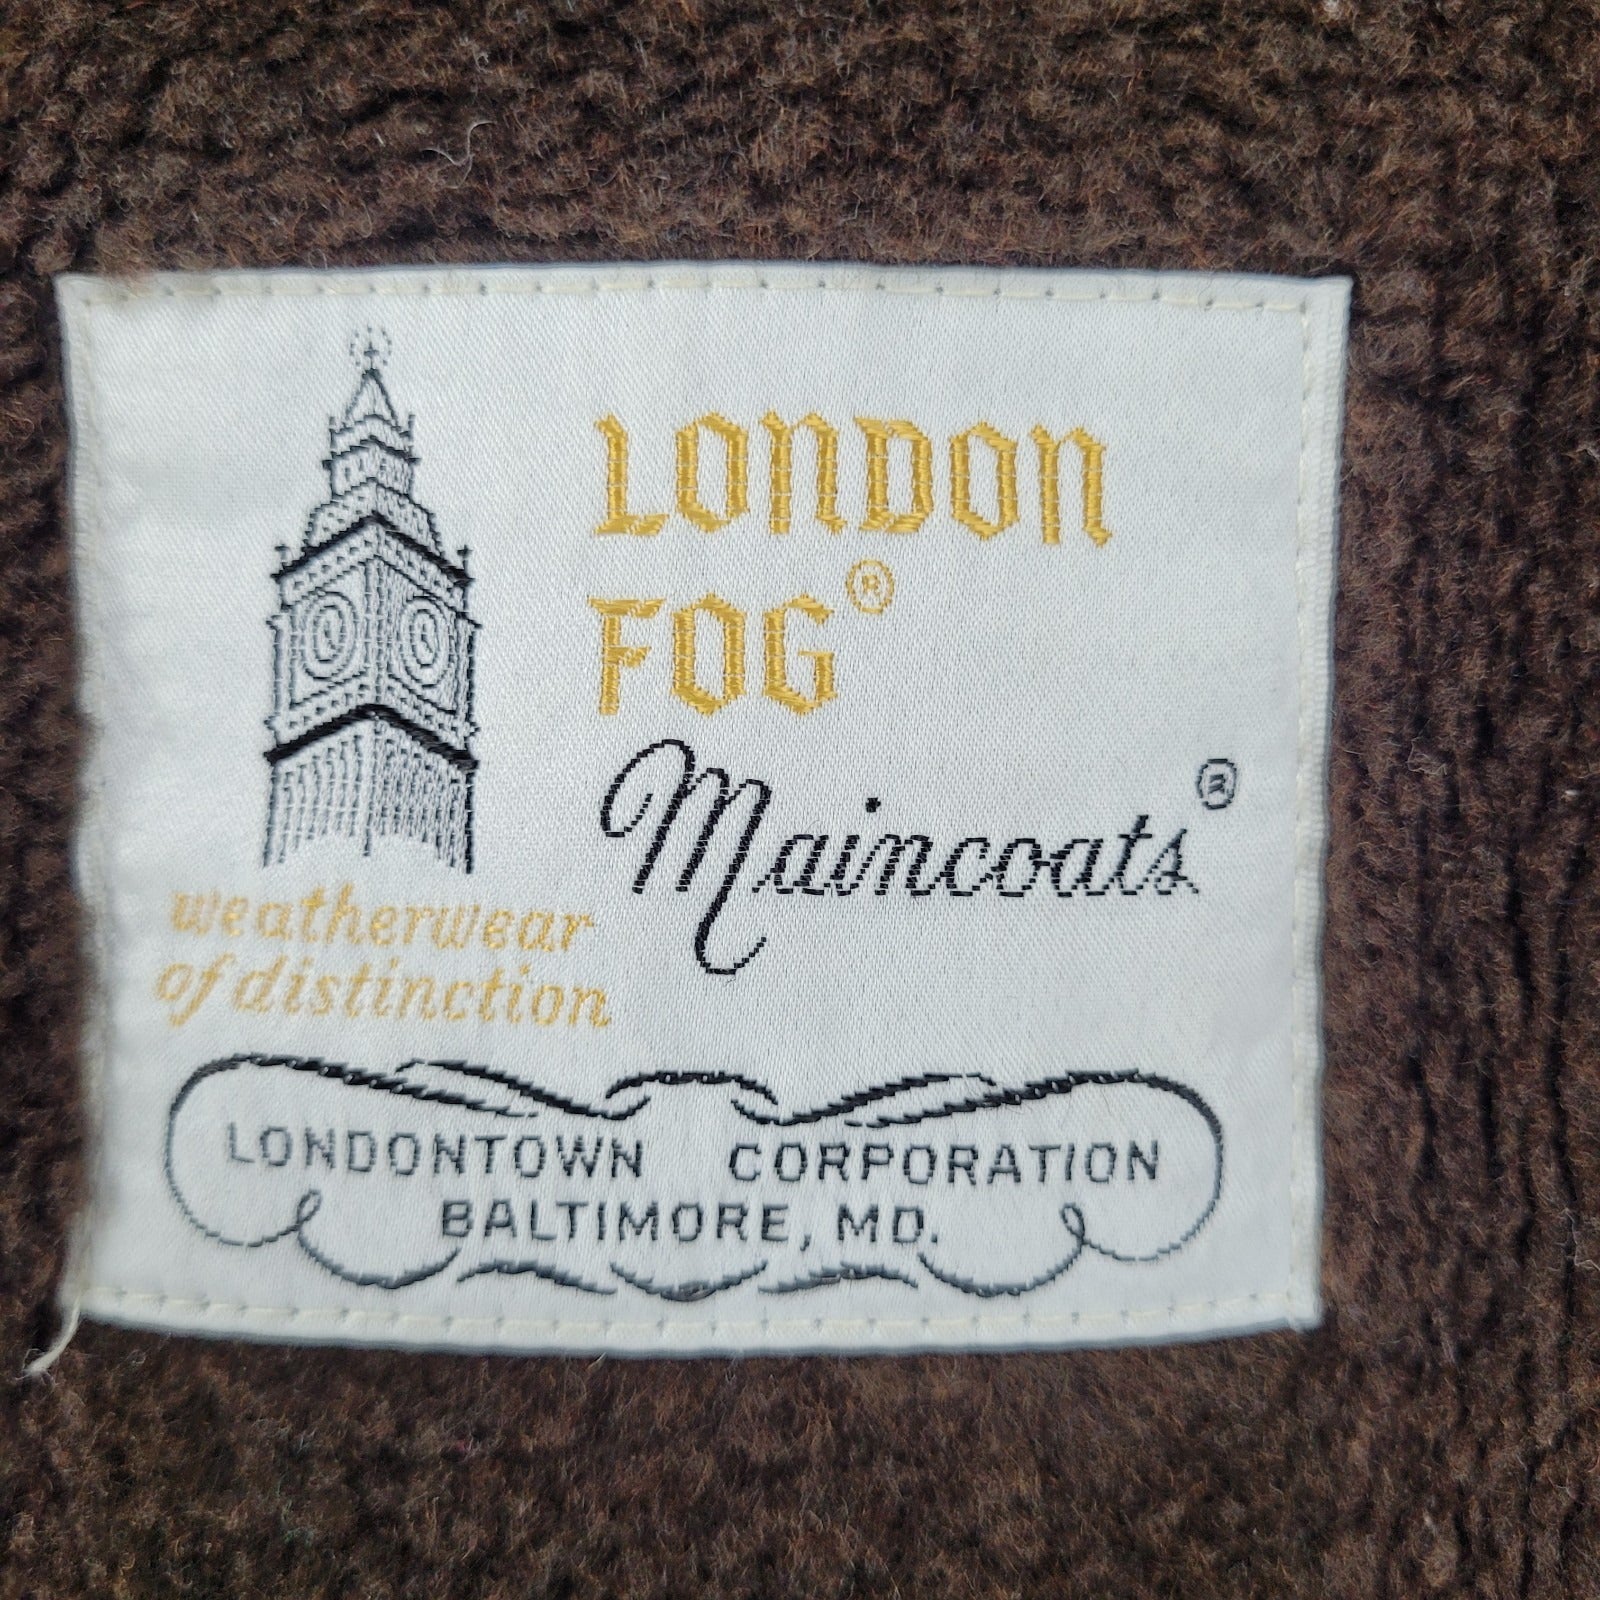 LONDON
FOG®
Maincoats®
weatherwear
of distinction
LONDONTOWN CORPORATION
BALTIMORE, MD.